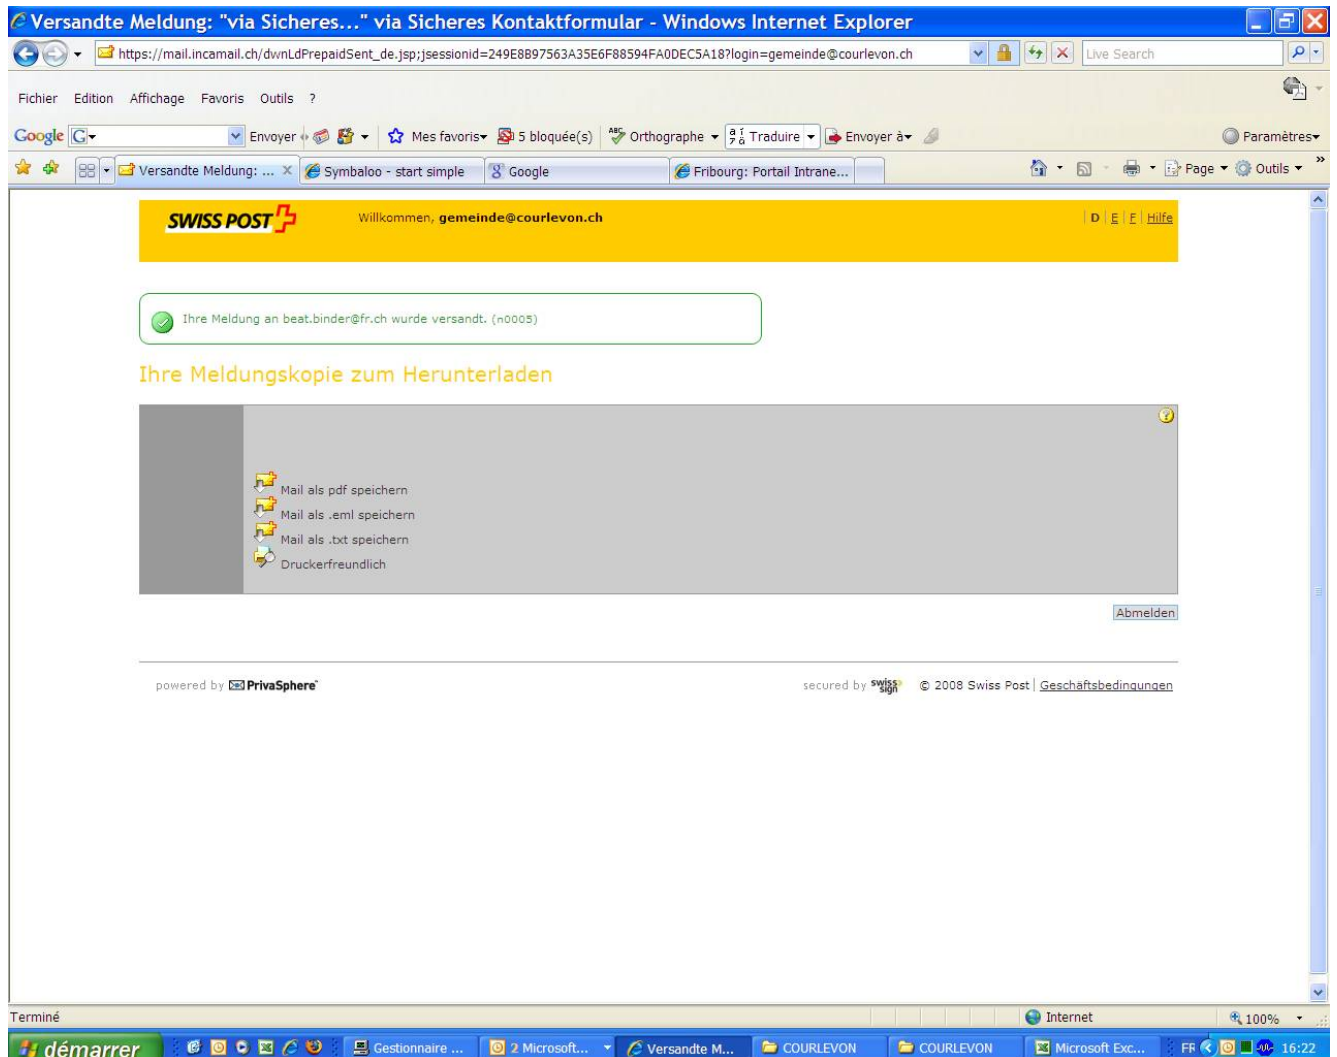 Versandte Meldung: "via Sicheres..." via Sicheres Kontaktformular - Windows Internet Explorer
https://mail.incamail.ch/dwnLdPrepaidSent_de.jsp;jsessionid=249E8B97563A35E6F88594FA0DEC5A18?login=gemeinde@courlevon.ch Live Search
Fichier Edition Affichage Favoris Outils ?
Google G Envoyer Mes favoris 5 bloquée(s) ABC Orthographe Traduire Envoyer à Paramètres
Versandte Meldung: ... X Symbaloo - start simple Google Fribourg: Portail Intrane... Page Outils »
SWISS POST Willkommen, gemeinde@courlevon.ch | D | E | F | Hilfe
Ihre Meldung an beat.binder@fr.ch wurde versandt. (n0005)
Ihre Meldungskopie zum Herunterladen
?
Mail als pdf speichern
Mail als .eml speichern
Mail als .txt speichern
Druckerfreundlich
Abmelden
powered by PrivaSphere secured by swiss sign © 2008 Swiss Post | Geschäftsbedingungen
Terminé Internet 100%
démarrer Gestionnaire ... 2 Microsoft... Versandte M... COURLEVON COURLEVON Microsoft Exc... FR 16:22